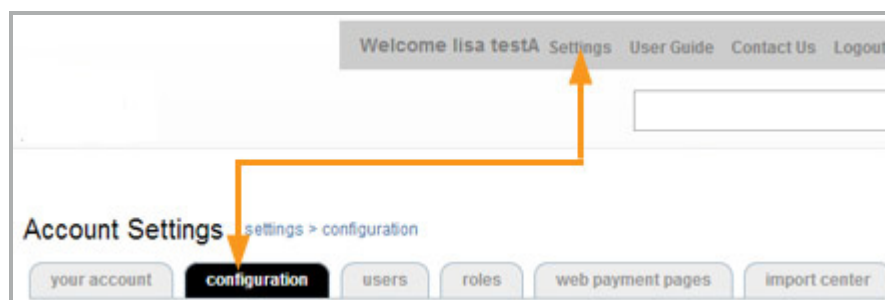 Welcome lisa testA Settings User Guide Contact Us Logout
Account Settings settings > configuration
your account configuration users roles web payment pages import center